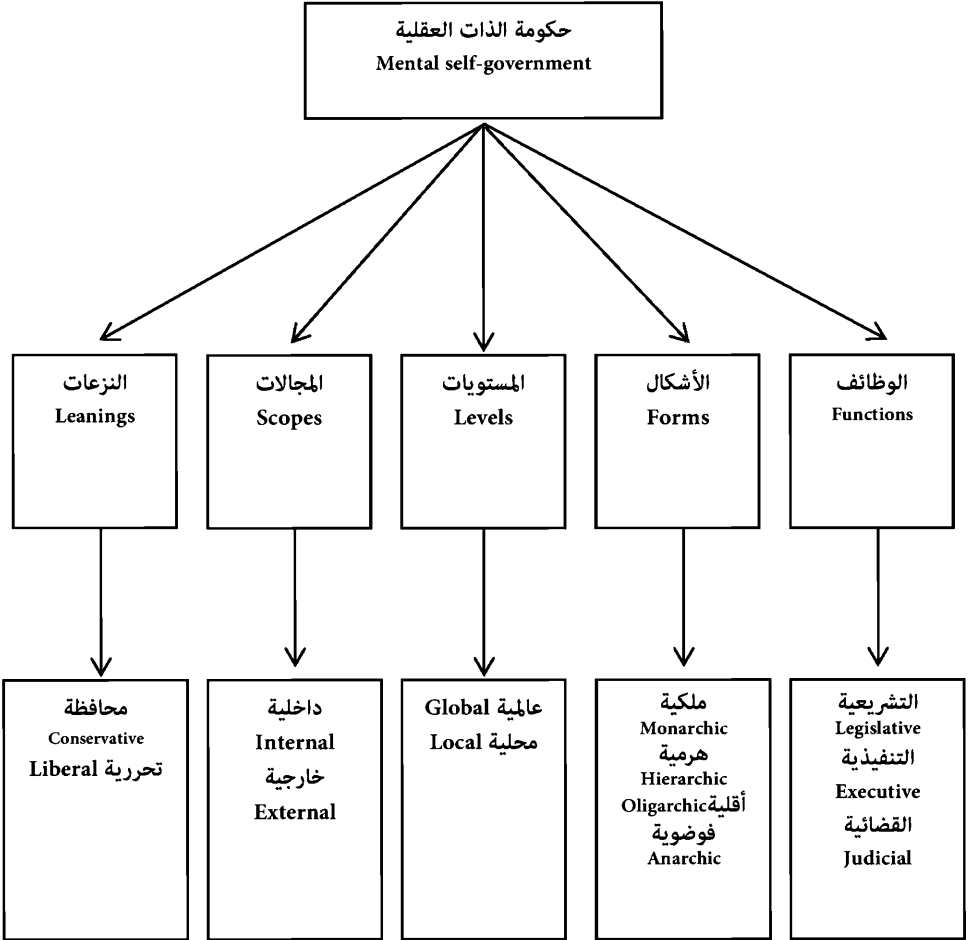 حكومة الذات العقلية
Mental self-government
الوظائف
Functions
الأشكال
Forms
المستويات
Levels
المجالات
Scopes
النزعات
Leanings
التشريعية
Legislative
التنفيذية
Executive
القضائية
Judicial
ملكية
Monarchic
هرمية
Hierarchic
أقلية Oligarchic
فوضوية
Anarchic
عالمية Global
محلية Local
داخلية
Internal
خارجية
External
محافظة
Conservative
تحررية Liberal